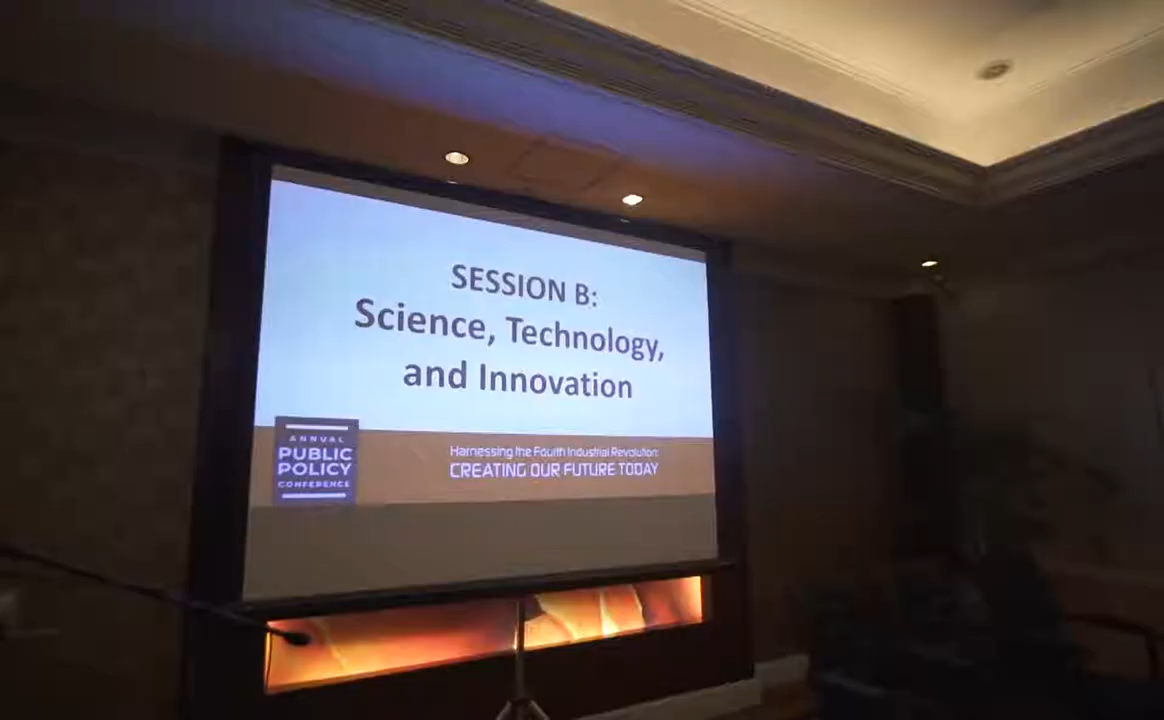 SESSION B:
Science, Technology,
and Innovation
ANNUAL
PUBLIC
POLICY
CONFERENCE
Harnessing the Fourth Industrial Revolution:
CREATING OUR FUTURE TODAY